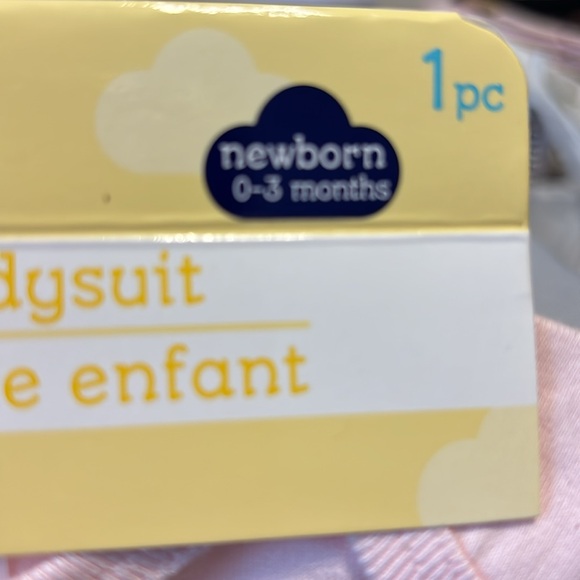 1pc
newborn
0-3 months
dysuit
e enfant